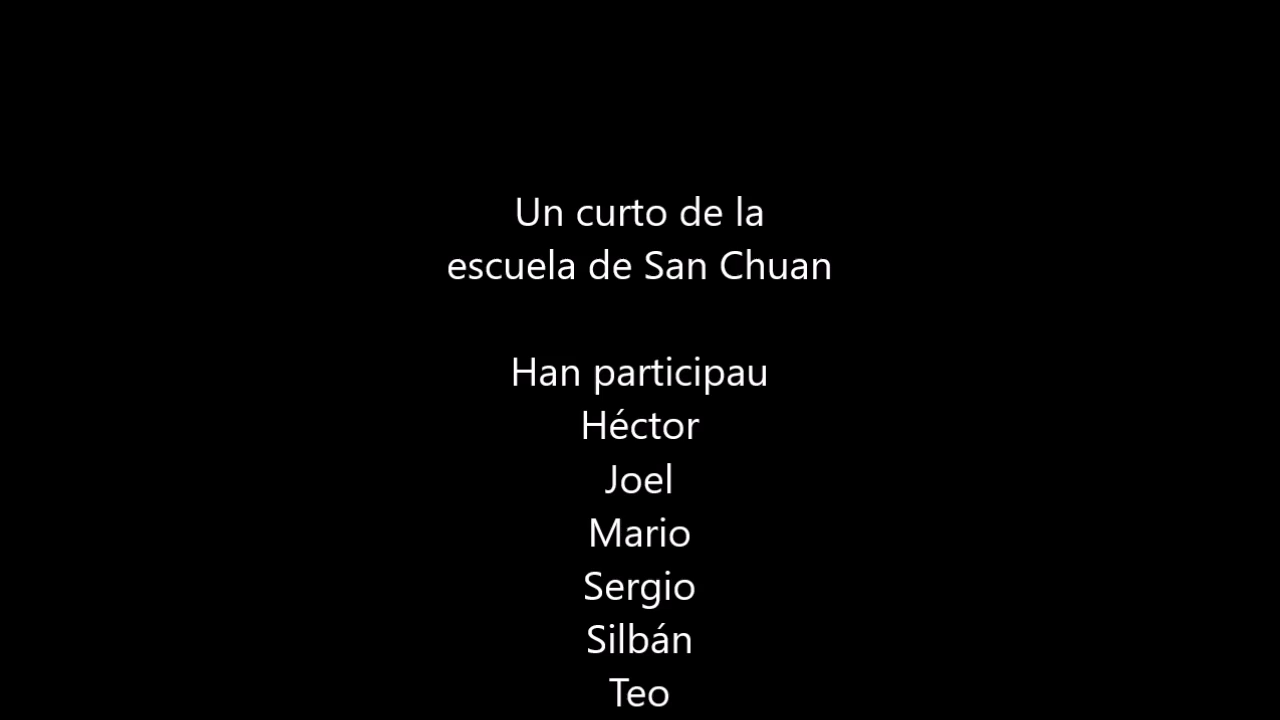 Un curto de la
escuela de San Chuan
Han participau
Héctor
Joel
Mario
Sergio
Silbán
Teo